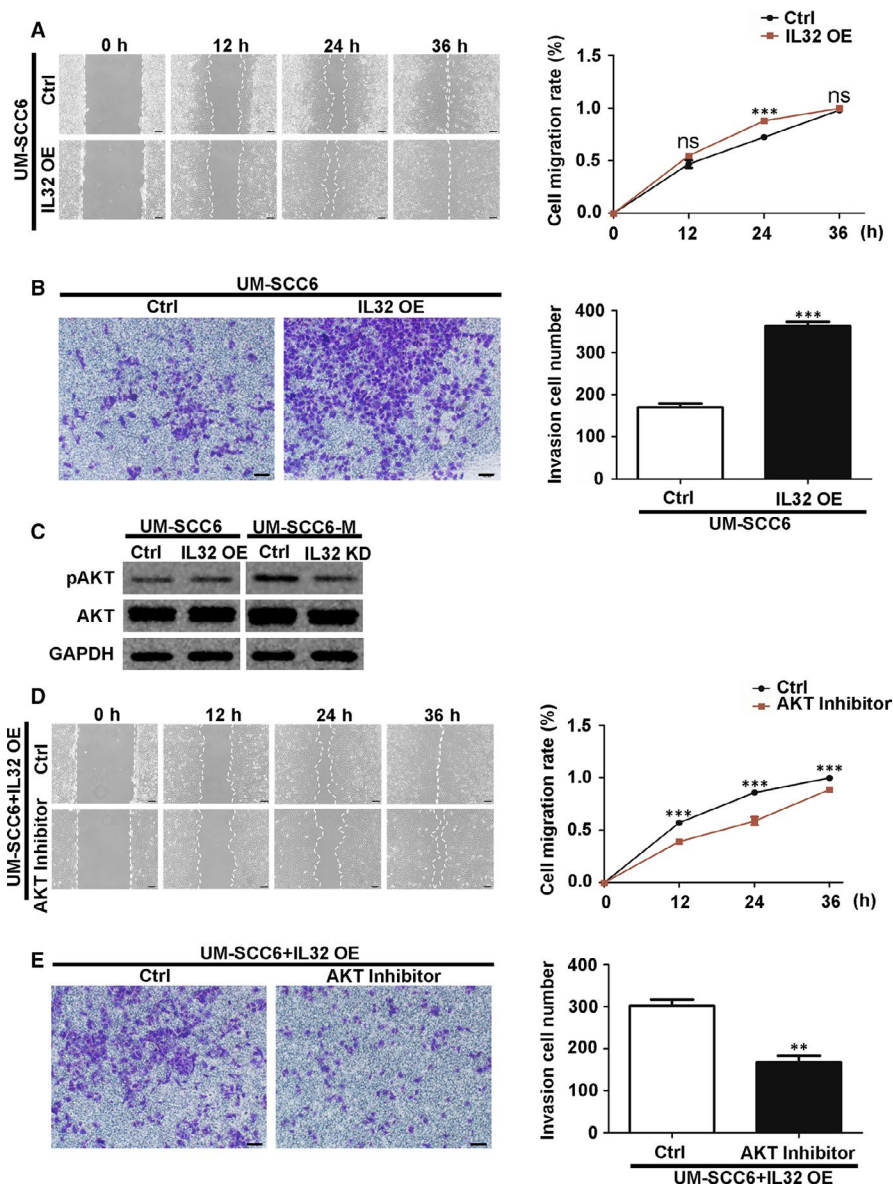 A
0 h 12 h 24 h 36 h
UM-SCC6
Ctrl
IL32 OE
Ctrl
IL32 OE
Cell migration rate (%)
1.5
1.0
0.5
0.0
ns
***
ns
0 12 24 36 (h)
B
UM-SCC6
Ctrl IL32 OE
Invasion cell number
400
300
200
100
0
***
Ctrl IL32 OE
UM-SCC6
C
UM-SCC6 UM-SCC6-M
Ctrl IL32 OE Ctrl IL32 KD
pAKT
AKT
GAPDH
D
0 h 12 h 24 h 36 h
UM-SCC6+IL32 OE
Ctrl
AKT Inhibitor
Ctrl
AKT Inhibitor
Cell migration rate (%)
1.5
1.0
0.5
0.0
***
***
***
0 12 24 36 (h)
E
UM-SCC6+IL32 OE
Ctrl AKT Inhibitor
Invasion cell number
400
300
200
100
0
**
Ctrl AKT Inhibitor
UM-SCC6+IL32 OE